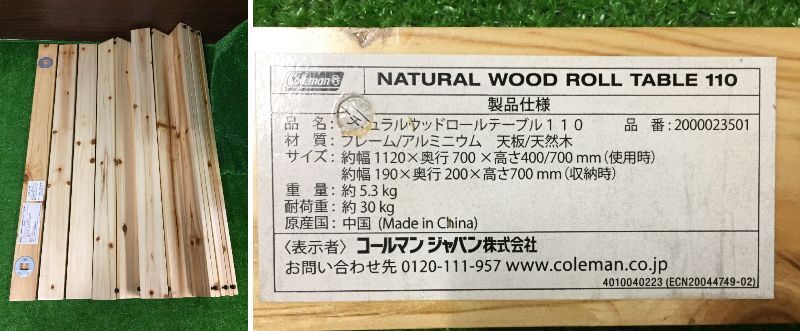 Coleman
NATURAL WOOD ROLL TABLE 110
製品仕様
品 名: ュラルウッドロールテーブル110 品 番:2000023501
材 質:フレーム/アルミニウム 天板/天然木
サイズ:約幅 1120×奥行 700 ×高さ400/700 mm(使用時)
約幅 190×奥行 200×高さ700 mm(収納時)
重 量:約 5.3 kg
耐荷重:約 30 kg
原産国:中国 (Made in China)
〈表示者〉コールマン ジャパン株式会社
お問い合わせ先 0120-111-957 www.coleman.co.jp
4010040223 (ECN20044749-02)